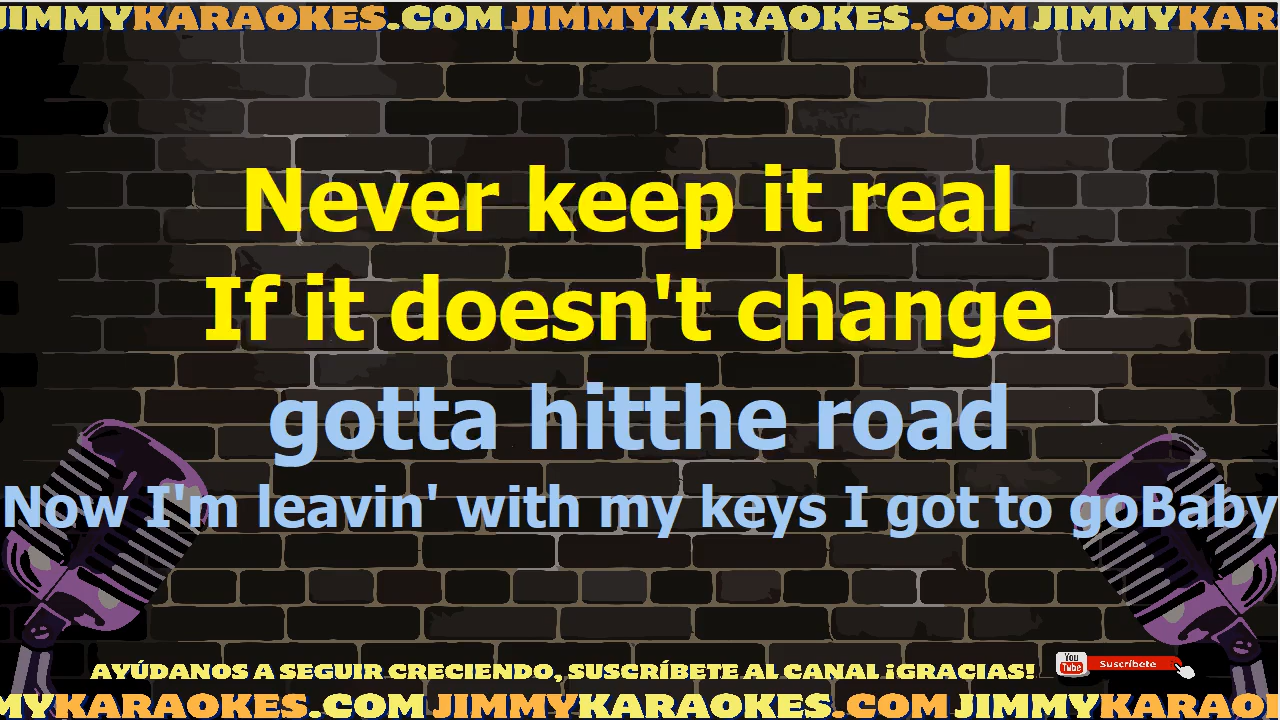 JIMMYKARAOKES.COM JIMMYKARAOKES.COM JIMMYKAR
Never keep it real
If it doesn't change
gotta hitthe road
Now I'm leavin' with my keys I got to goBaby
AYÚDANOS A SEGUIR CRECIENDO, SUSCRÍBETE AL CANAL ¡GRACIAS!
You Tube Suscríbete
MYKARAOKES.COM JIMMYKARAOKES.COM JIMMYKARAO